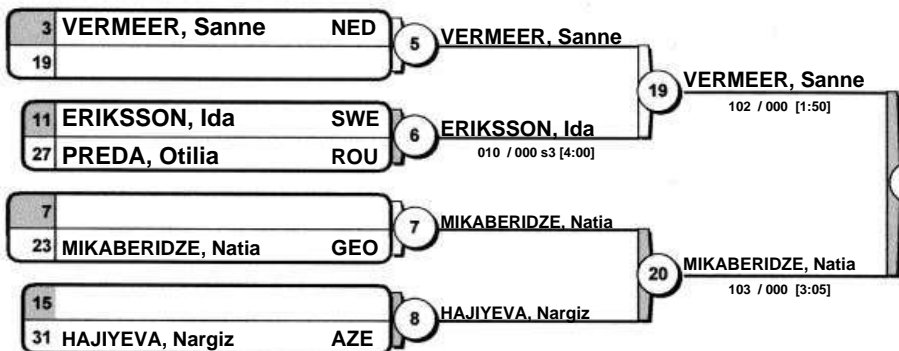 3 VERMEER, Sanne NED
19
5 VERMEER, Sanne
11 ERIKSSON, Ida SWE
27 PREDA, Otilia ROU
6 ERIKSSON, Ida
010 / 000 s3 [4:00]
19 VERMEER, Sanne
102 / 000 [1:50]
7
23 MIKABERIDZE, Natia GEO
7 MIKABERIDZE, Natia
15
31 HAJIYEVA, Nargiz AZE
8 HAJIYEVA, Nargiz
20 MIKABERIDZE, Natia
103 / 000 [3:05]